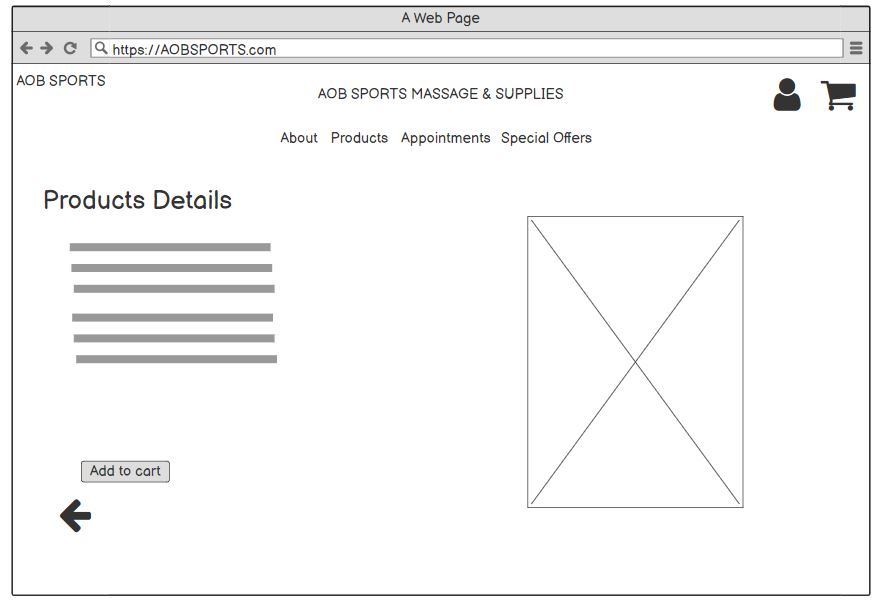 A Web Page
https://AOBSPORTS.com
AOB SPORTS
AOB SPORTS MASSAGE & SUPPLIES
About Products Appointments Special Offers
Products Details
Add to cart